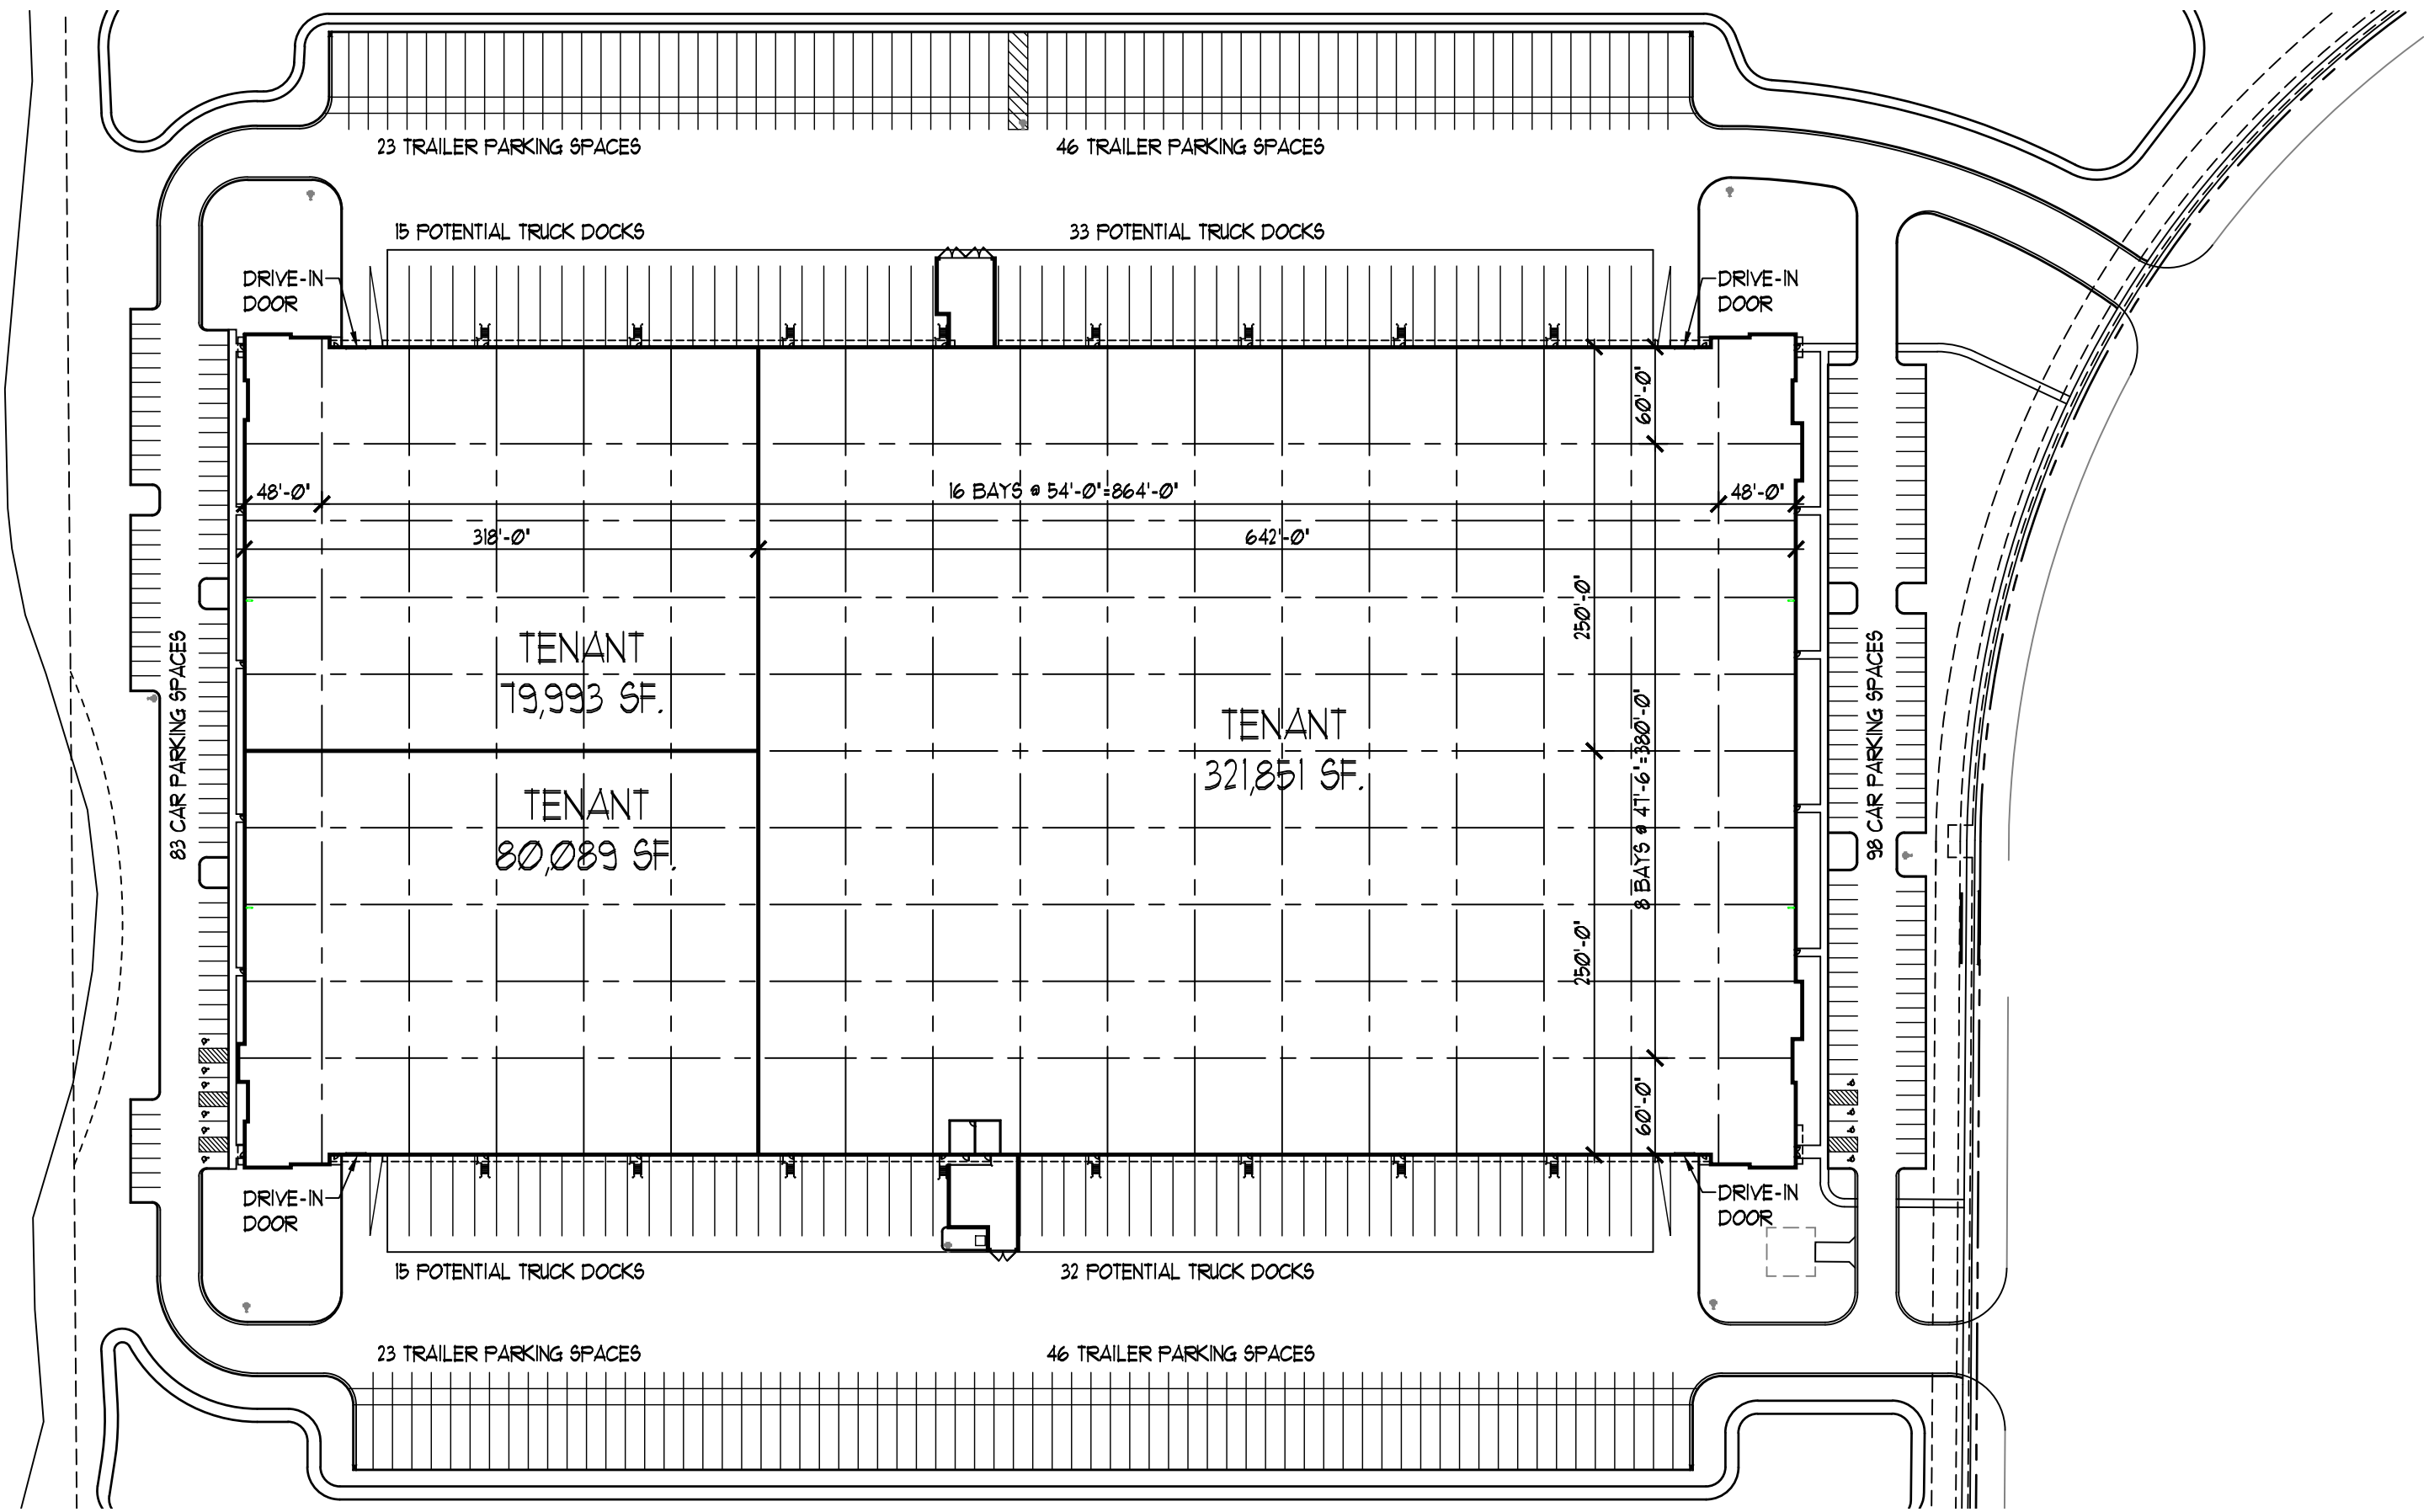 23 TRAILER PARKING SPACES
46 TRAILER PARKING SPACES
15 POTENTIAL TRUCK DOCKS
33 POTENTIAL TRUCK DOCKS
DRIVE-IN
DOOR
DRIVE-IN
DOOR
60'-0"
48'-0"
16 BAYS @ 54'-0"=864'-0"
48'-0"
318'-0"
642'-0"
250'-0"
TENANT
79,993 SF.
TENANT
321,851 SF.
83 CAR PARKING SPACES
98 CAR PARKING SPACES
8 BAYS @ 47'-6"=380'-0"
TENANT
80,089 SF.
250'-0"
60'-0"
DRIVE-IN
DOOR
DRIVE-IN
DOOR
15 POTENTIAL TRUCK DOCKS
32 POTENTIAL TRUCK DOCKS
23 TRAILER PARKING SPACES
46 TRAILER PARKING SPACES